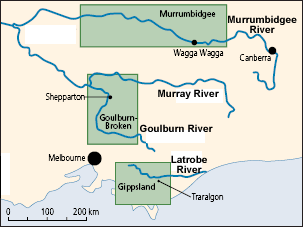 Murrumbidgee
Murrumbidgee
River
Wagga Wagga
Canberra
Murray River
Shepparton
Goulburn-
Broken
Goulburn River
Melbourne
Latrobe
River
Gippsland
Traralgon
0
100
200 km